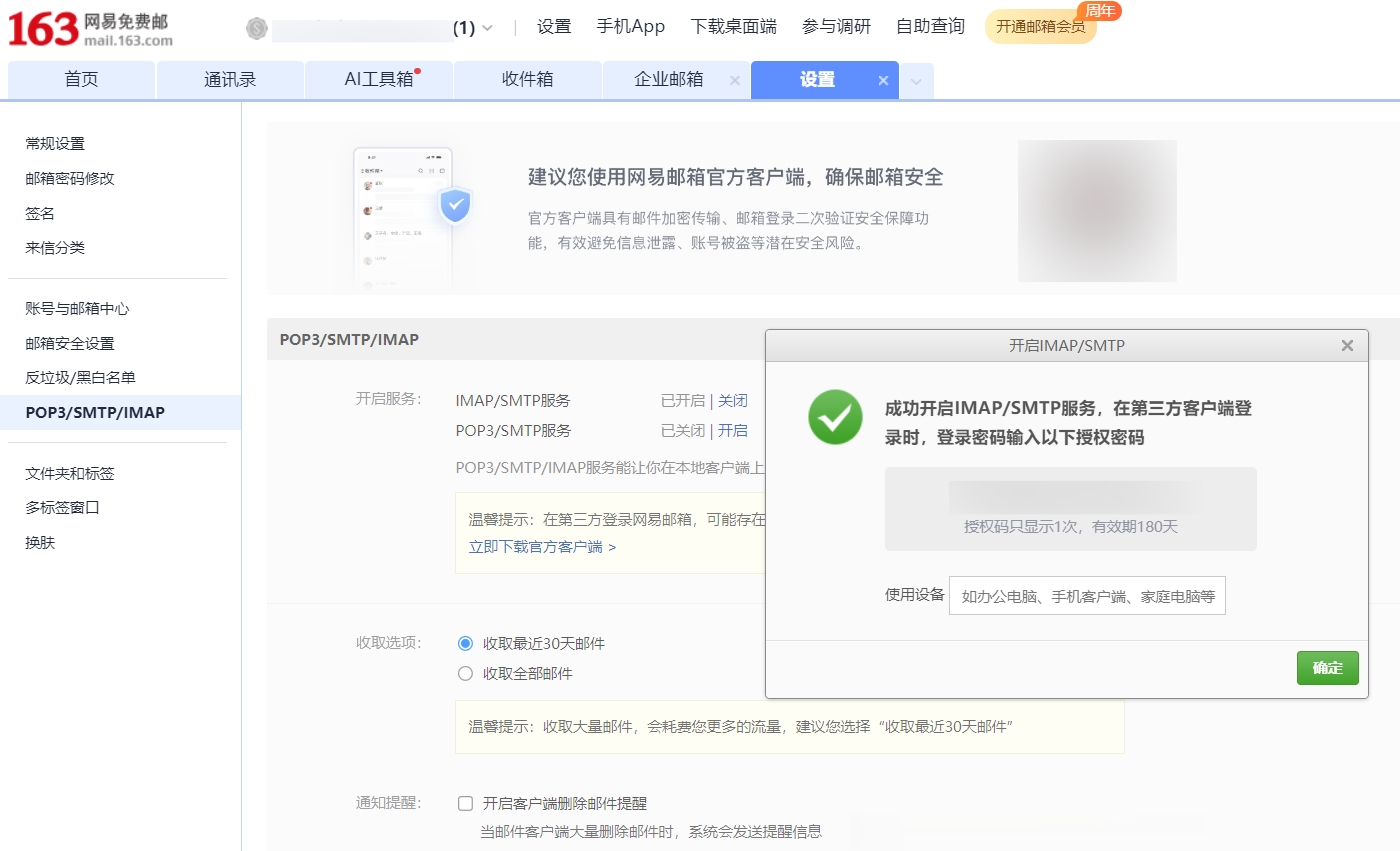 163 网易免费邮
mail.163.com
(1)
设置 手机App 下载桌面端 参与调研 自助查询 开通邮箱会员 周年
首页 通讯录 AI工具箱 收件箱 企业邮箱 设置
常规设置
邮箱密码修改
签名
来信分类
账号与邮箱中心
邮箱安全设置
反垃圾/黑白名单
POP3/SMTP/IMAP
文件夹和标签
多标签窗口
换肤
建议您使用网易邮箱官方客户端，确保邮箱安全
官方客户端具有邮件加密传输、邮箱登录二次验证安全保障功
能，有效避免信息泄露、账号被盗等潜在安全风险。
POP3/SMTP/IMAP
开启服务：
IMAP/SMTP服务 已开启 | 关闭
POP3/SMTP服务 已关闭 | 开启
POP3/SMTP/IMAP服务能让你在本地客户端上
温馨提示：在第三方登录网易邮箱，可能存在
立即下载官方客户端 >
收取选项：
收取最近30天邮件
收取全部邮件
温馨提示：收取大量邮件，会耗费您更多的流量，建议您选择“收取最近30天邮件”
通知提醒：
开启客户端删除邮件提醒
当邮件客户端大量删除邮件时，系统会发送提醒信息
开启IMAP/SMTP
成功开启IMAP/SMTP服务，在第三方客户端登
录时，登录密码输入以下授权密码
授权码只显示1次，有效期180天
使用设备 如办公电脑、手机客户端、家庭电脑等
确定